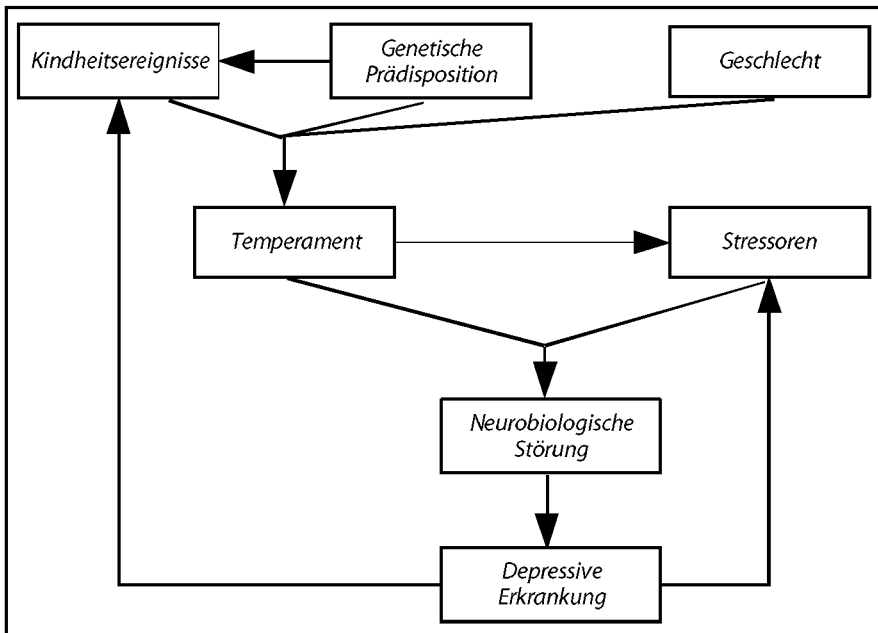 Kindheitsereignisse
Genetische
Prädisposition
Geschlecht
Temperament
Stressoren
Neurobiologische
Störung
Depressive
Erkrankung